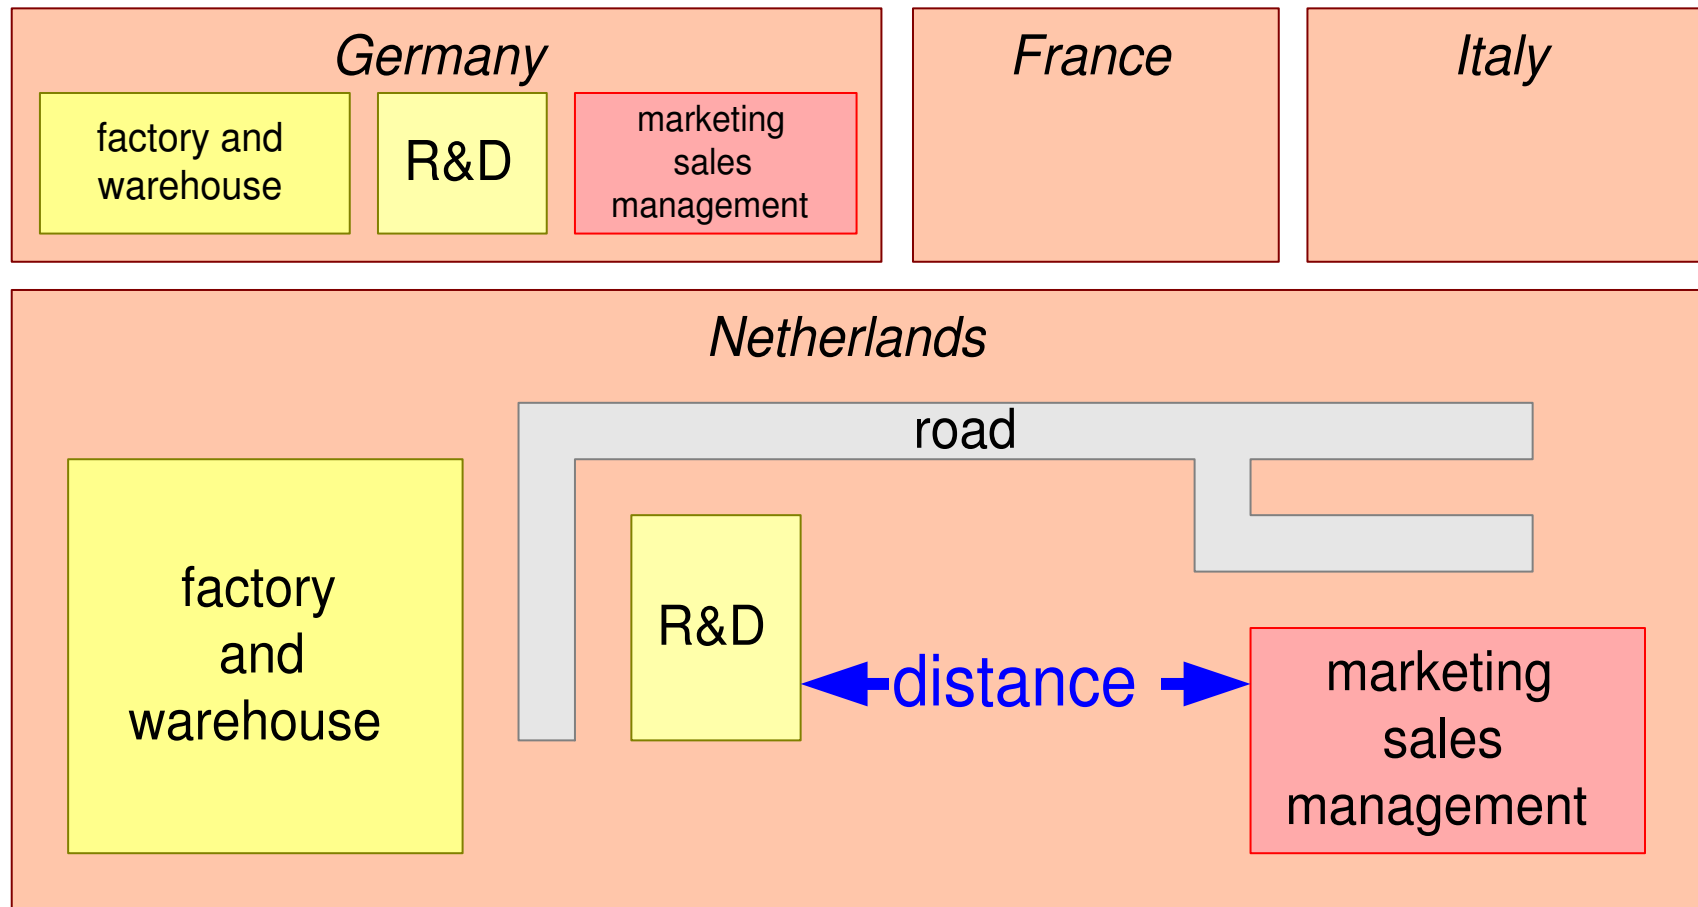 Germany
France
Italy
factory and
warehouse
R&D
marketing
sales
management
Netherlands
road
factory
and
warehouse
R&D
distance
marketing
sales
management